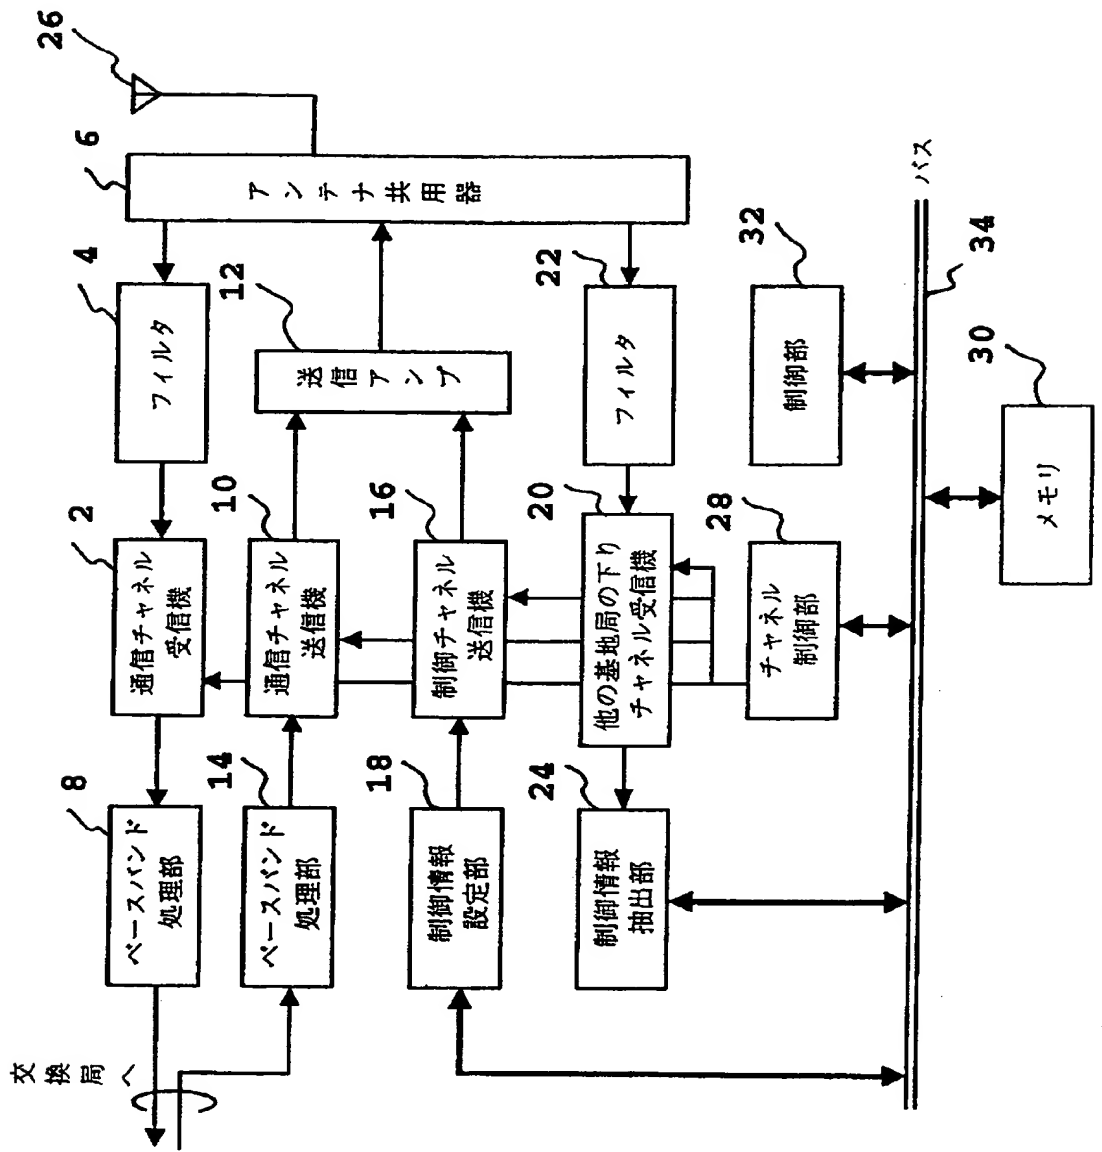 交換局へ
8
ベースバンド
処理部
2
通信チャネル
受信機
4
フィルタ
6
アンテナ共用器
26
14
ベースバンド
処理部
10
通信チャネル
送信機
12
送信アンプ
18
制御情報
設定部
16
制御チャネル
送信機
24
制御情報
抽出部
20
他の基地局の下り
チャネル受信機
22
フィルタ
28
チャネル
制御部
32
制御部
バス
34
30
メモリ